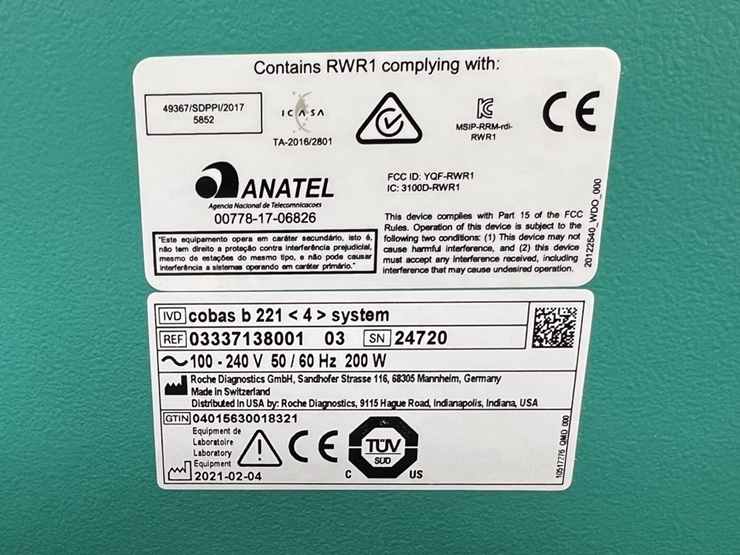 Contains RWR1 complying with:
49367/SDPPI/2017
5852
ICASA
TA-2016/2801
MSIP-RRM-rdi-
RWR1
CE
ANATEL
Agencia Nacional de Telecomunicacoes
00778-17-06826
FCC ID: YQF-RWR1
IC: 3100D-RWR1
"Este equipamento opera em caráter secundário, isto é,
não tem direito a proteção contra interferência prejudicial,
mesmo de estações do mesmo tipo, e não pode causar
interferência a sistemas operando em caráter primário."
This device complies with Part 15 of the FCC
Rules. Operation of this device is subject to the
following two conditions: (1) This device may not
cause harmful interference, and (2) this device
must accept any interference received, including
interference that may cause undesired operation.
20122540_WDO_000
IVD cobas b 221 < 4 > system
REF 03337138001 03 SN 24720
100 - 240 V 50 / 60 Hz 200 W
Roche Diagnostics GmbH, Sandhofer Strasse 116, 68305 Mannheim, Germany
Made in Switzerland
Distributed in USA by: Roche Diagnostics, 9115 Hague Road, Indianapolis, Indiana, USA
GTIN 04015630018321
Equipment de
Laboratoire
Laboratory
Equipment
2021-02-04
CE
TÜV
SÜD
C US
10517276_QMD_000